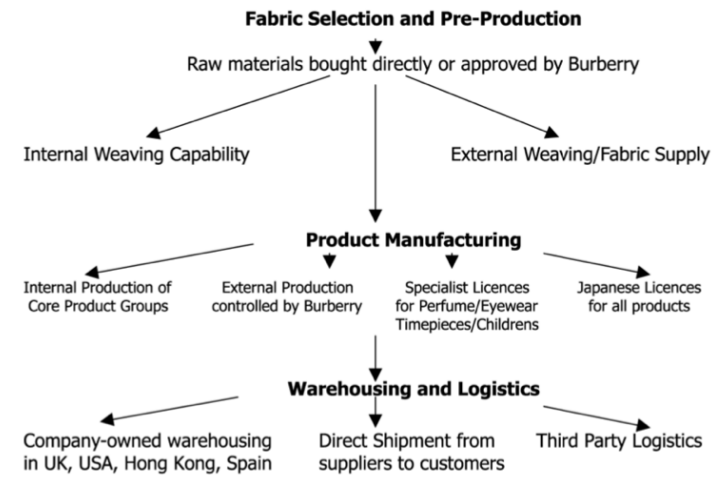 Fabric Selection and Pre-Production
Raw materials bought directly or approved by Burberry
Internal Weaving Capability
External Weaving/Fabric Supply
Product Manufacturing
Internal Production of
Core Product Groups
External Production
controlled by Burberry
Specialist Licences
for Perfume/Eyewear
Timepieces/Childrens
Japanese Licences
for all products
Warehousing and Logistics
Company-owned warehousing
in UK, USA, Hong Kong, Spain
Direct Shipment from
suppliers to customers
Third Party Logistics